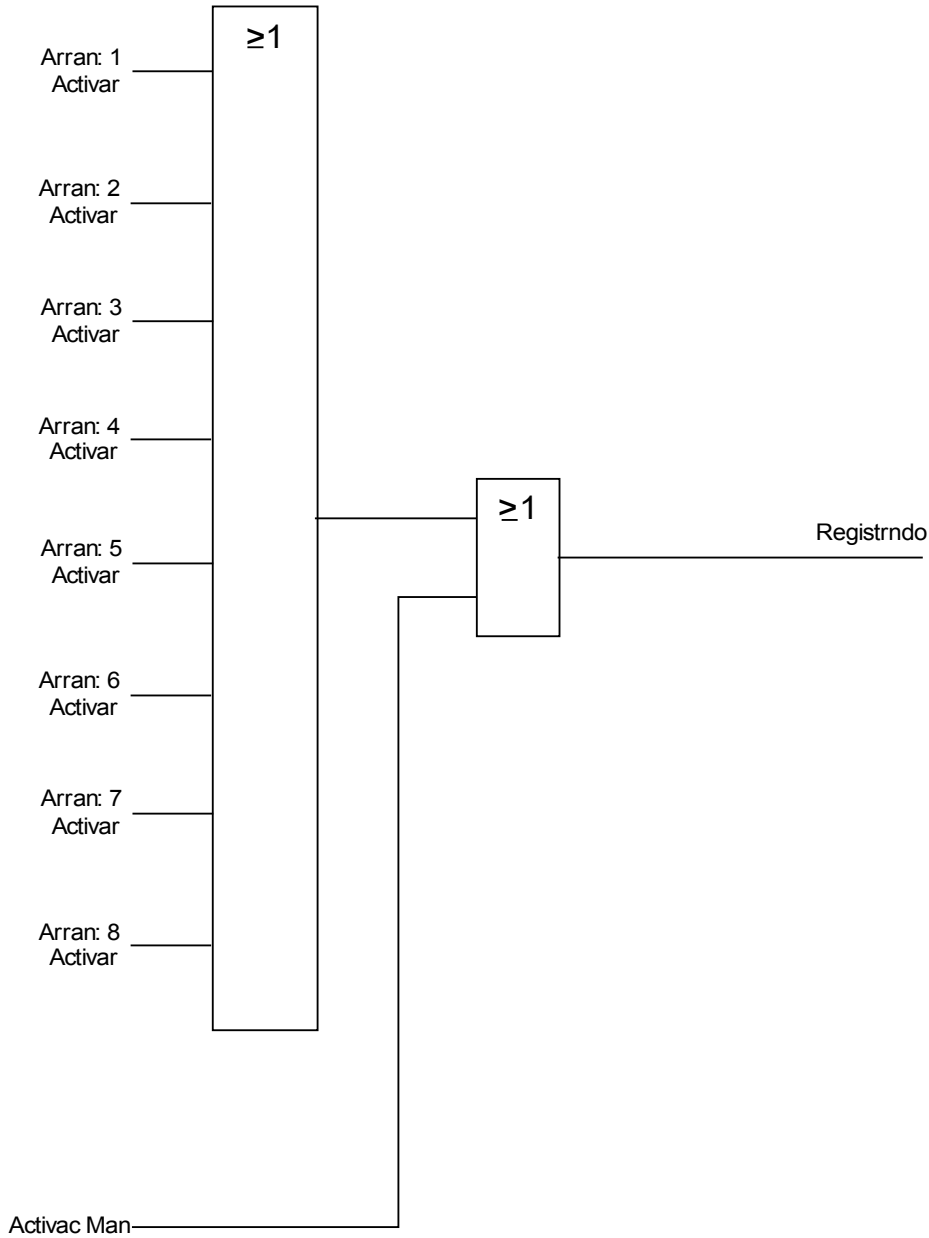 ≥1
Arran: 1
Activar
Arran: 2
Activar
Arran: 3
Activar
Arran: 4
Activar
≥1
Registrndo
Arran: 5
Activar
Arran: 6
Activar
Arran: 7
Activar
Arran: 8
Activar
Activac Man